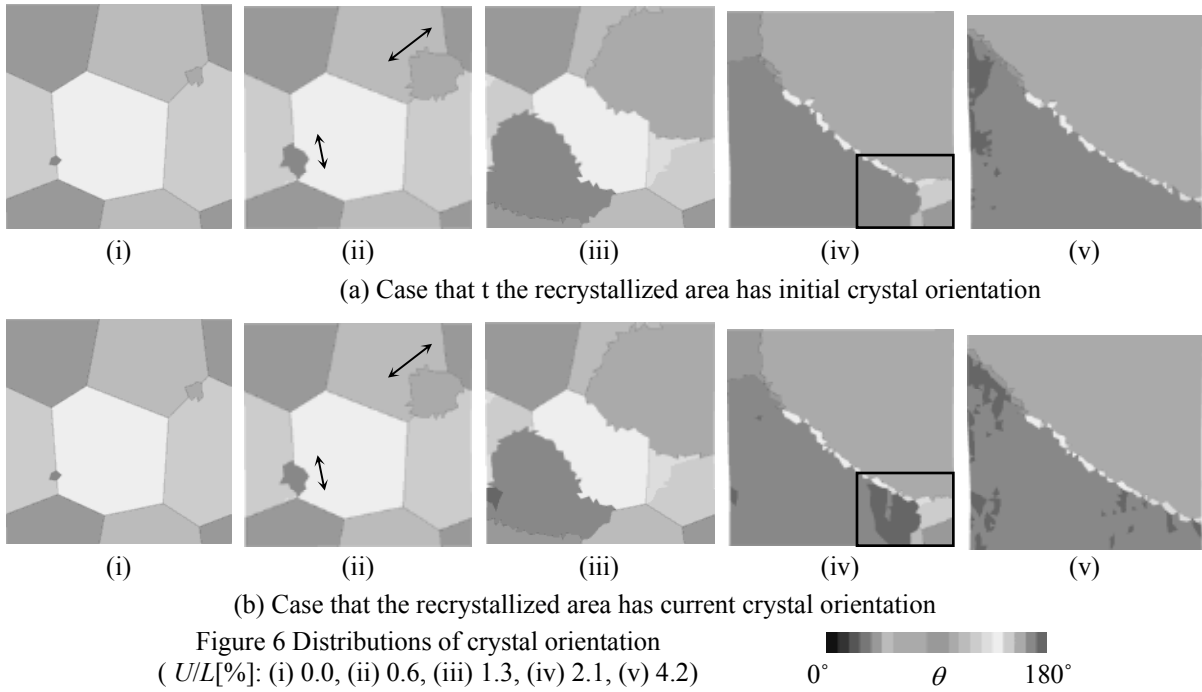 (i) (ii) (iii) (iv) (v)
(a) Case that t the recrystallized area has initial crystal orientation
(i) (ii) (iii) (iv) (v)
(b) Case that the recrystallized area has current crystal orientation
Figure 6 Distributions of crystal orientation
( U/L[%]: (i) 0.0, (ii) 0.6, (iii) 1.3, (iv) 2.1, (v) 4.2)
0° θ 180°